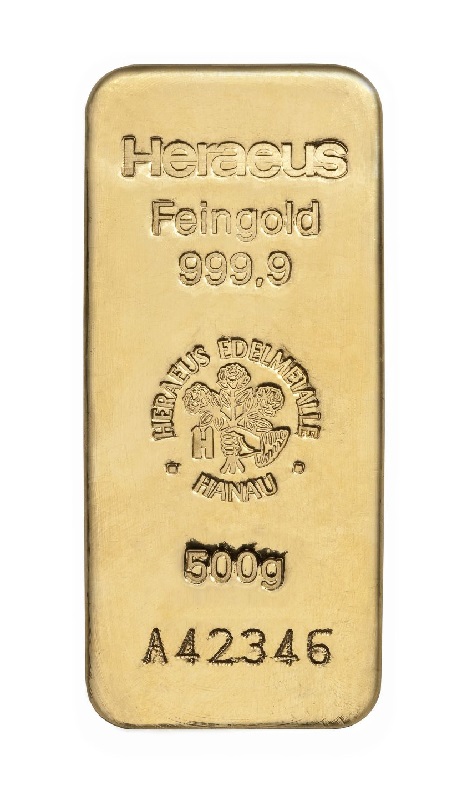 Heraeus
Feingold
999,9
HERAEUS EDELMETALLE
H
HANAU
500g
A42346